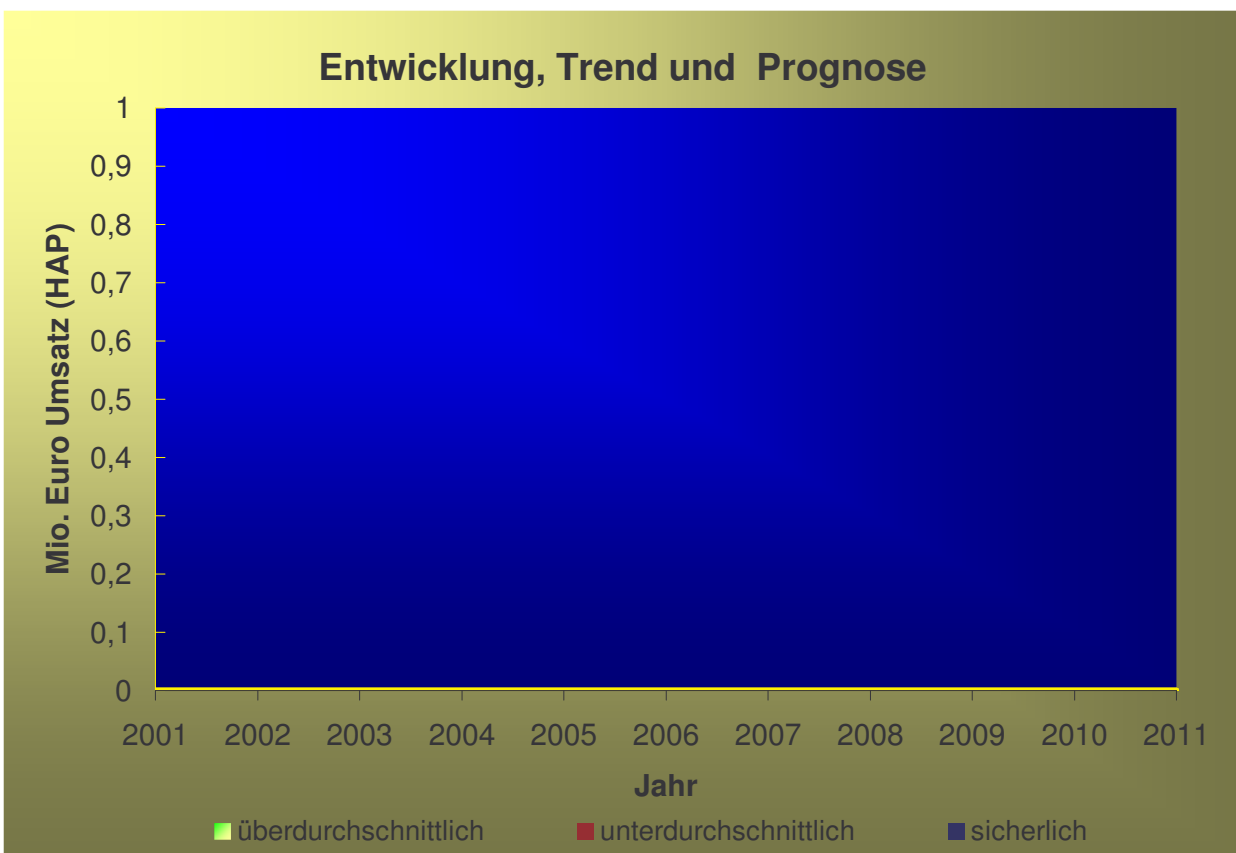 Entwicklung, Trend und Prognose
Mio. Euro Umsatz (HAP)
1
0,9
0,8
0,7
0,6
0,5
0,4
0,3
0,2
0,1
0
2001 2002 2003 2004 2005 2006 2007 2008 2009 2010 2011
Jahr
überdurchschnittlich unterdurchschnittlich sicherlich